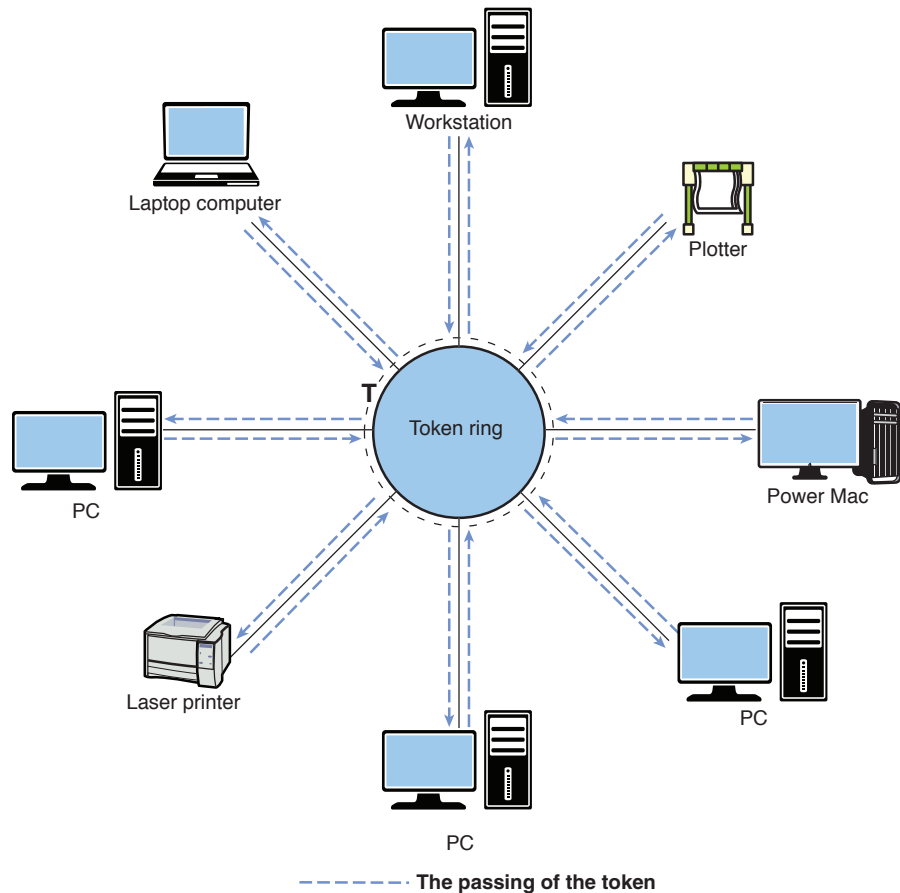 Workstation
Laptop computer
Plotter
T
Token ring
PC
Power Mac
Laser printer
PC
PC
The passing of the token